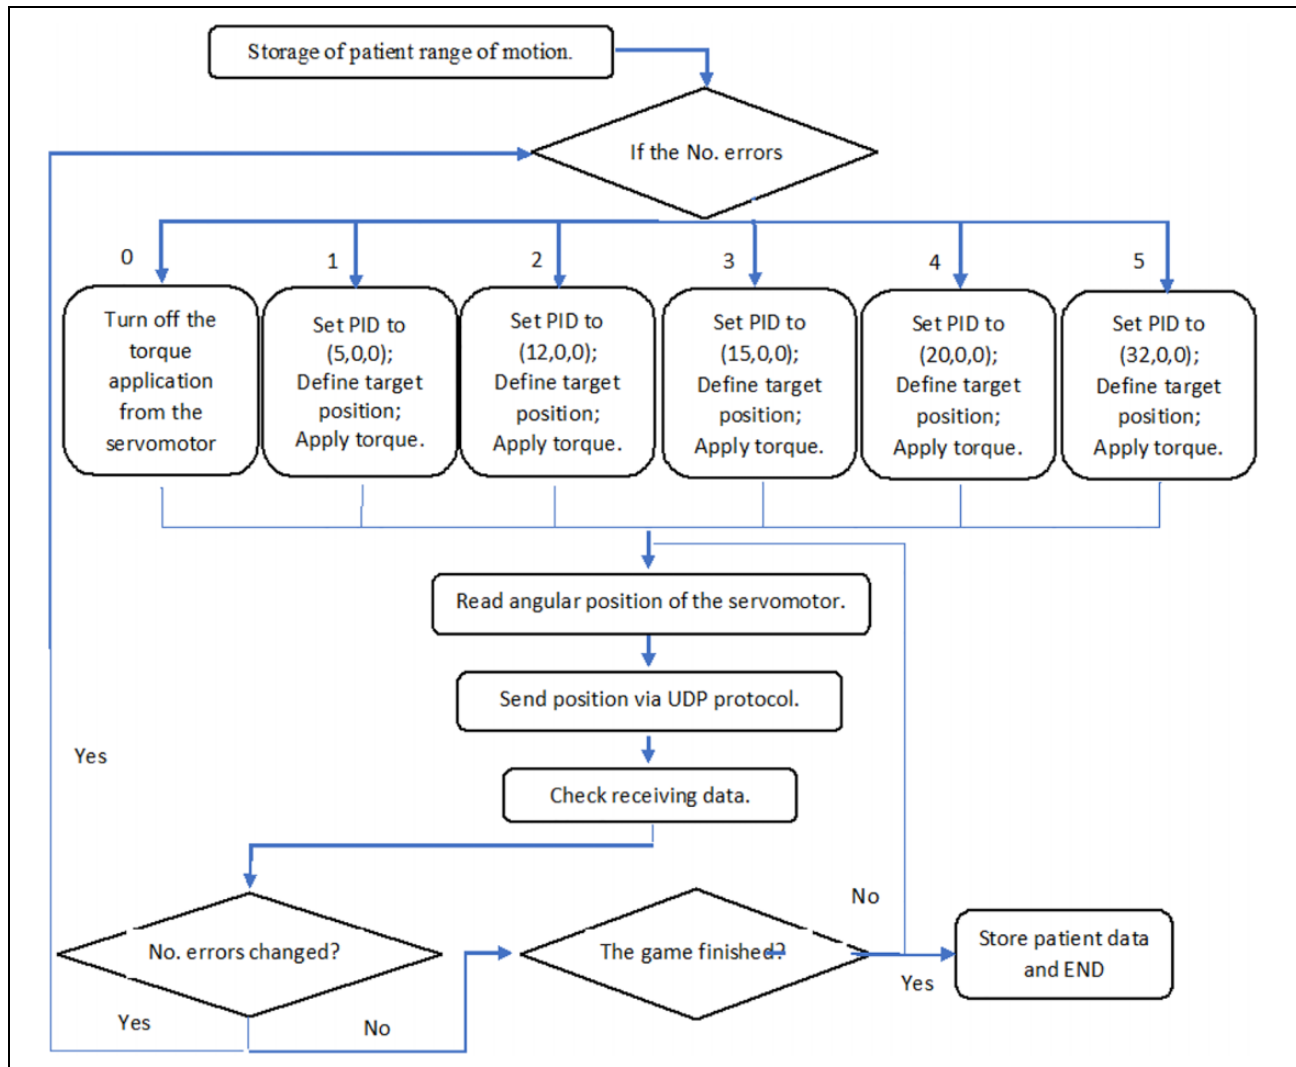 Storage of patient range of motion.
If the No. errors
0
1
2
3
4
5
Turn off the
torque
application
from the
servomotor
Set PID to
(5,0,0);
Define target
position;
Apply torque.
Set PID to
(12,0,0);
Define target
position;
Apply torque.
Set PID to
(15,0,0);
Define target
position;
Apply torque.
Set PID to
(20,0,0);
Define target
position;
Apply torque.
Set PID to
(32,0,0);
Define target
position;
Apply torque.
Read angular position of the servomotor.
Send position via UDP protocol.
Yes
Check receiving data.
No. errors changed?
The game finished?
No
Store patient data
and END
Yes
Yes
No